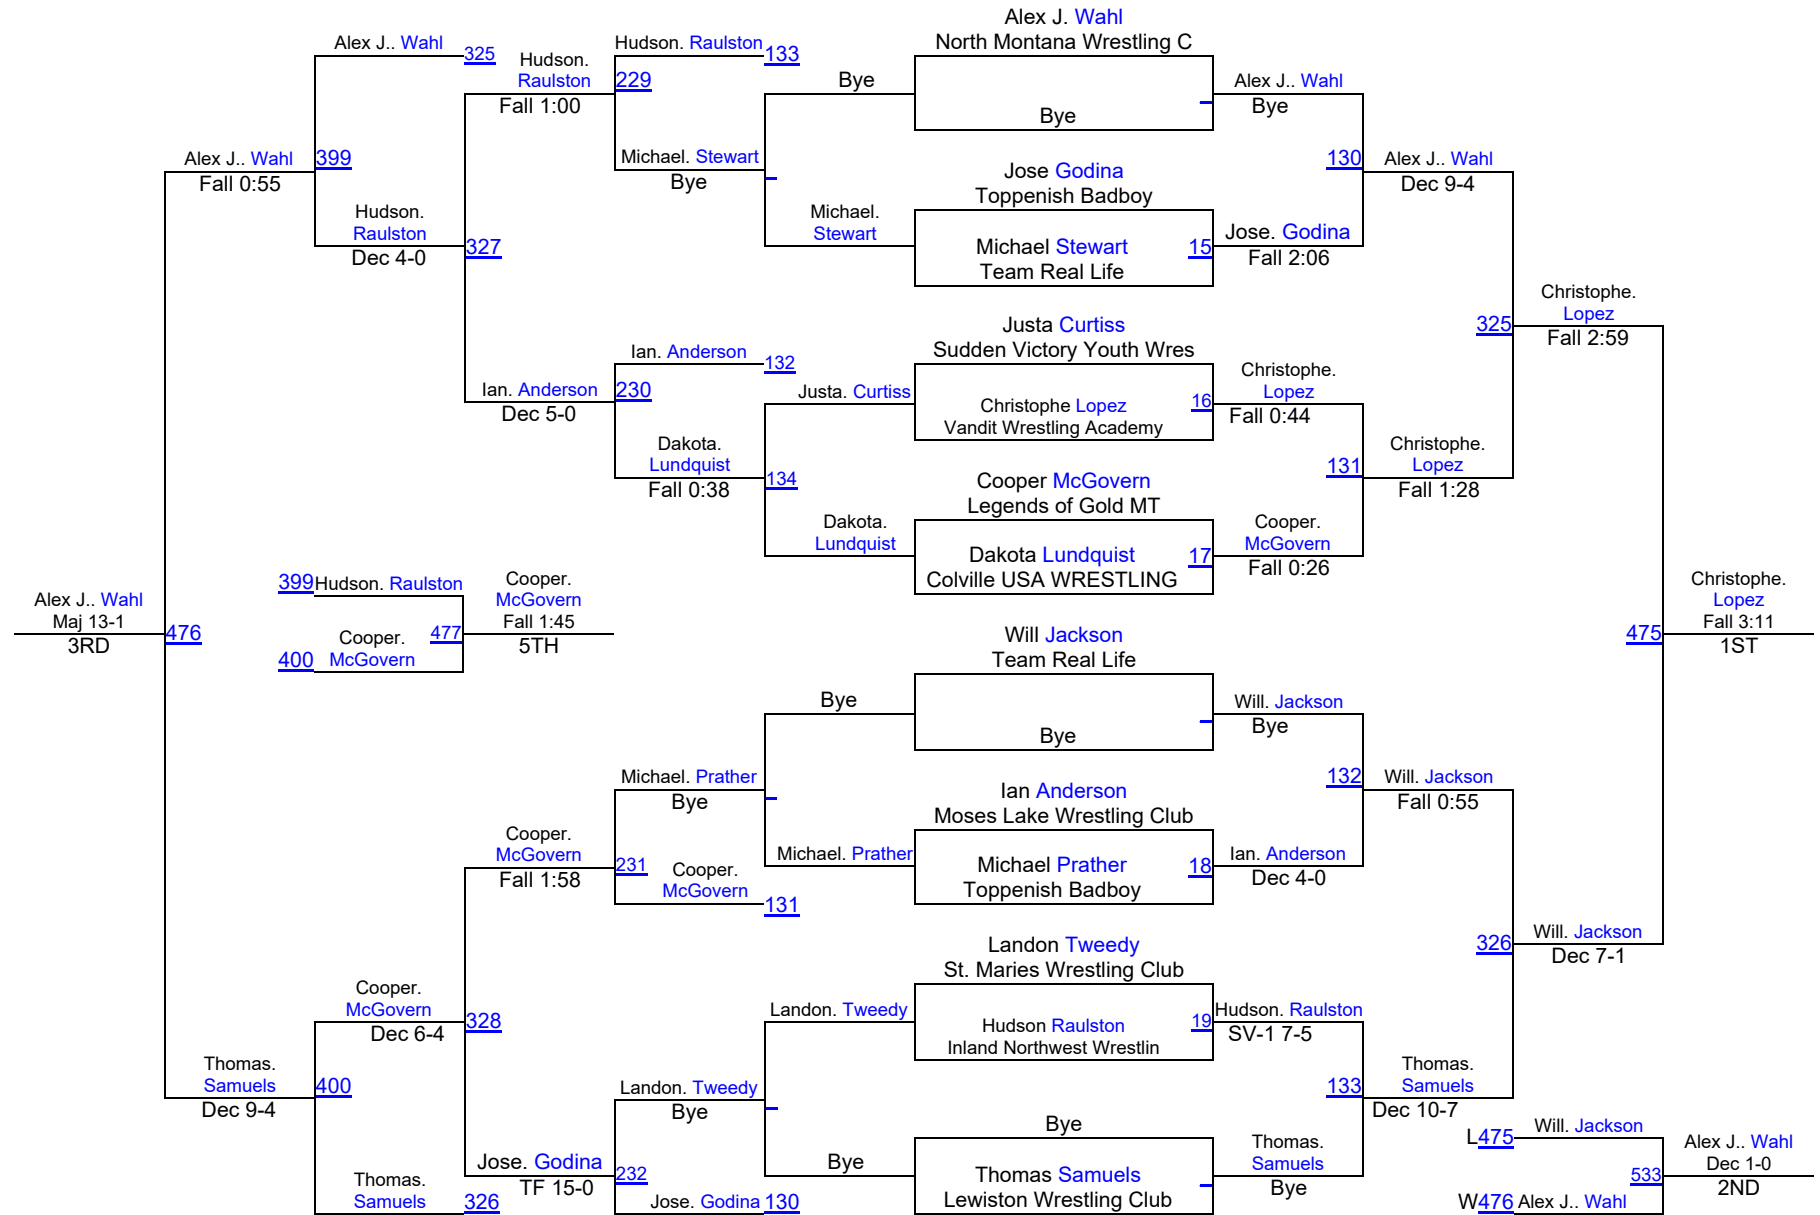 Alex J. Wahl
North Montana Wrestling C
Bye
Jose Godina
Toppenish Badboy
Michael Stewart
Team Real Life
15
Justa Curtiss
Sudden Victory Youth Wres
Christophe Lopez
Vandit Wrestling Academy
16
Cooper McGovern
Legends of Gold MT
Dakota Lundquist
Colville USA WRESTLING
17
Will Jackson
Team Real Life
Bye
Ian Anderson
Moses Lake Wrestling Club
Michael Prather
Toppenish Badboy
18
Landon Tweedy
St. Maries Wrestling Club
Hudson Raulston
Inland Northwest Wrestlin
19
Bye
Thomas Samuels
Lewiston Wrestling Club
Alex J.. Wahl
Bye
Jose. Godina
Fall 2:06
Christophe.
Lopez
Fall 0:44
Cooper.
McGovern
Fall 0:26
Will. Jackson
Bye
Ian. Anderson
Dec 4-0
Hudson. Raulston
SV-1 7-5
Thomas.
Samuels
Bye
130
Alex J.. Wahl
Dec 9-4
131
Christophe.
Lopez
Fall 1:28
132
Will. Jackson
Fall 0:55
133
Thomas.
Samuels
Dec 10-7
325
Christophe.
Lopez
Fall 2:59
326
Will. Jackson
Dec 7-1
475
Christophe.
Lopez
Fall 3:11
1ST
L475
Will. Jackson
W476
Alex J.. Wahl
533
Alex J.. Wahl
Dec 1-0
2ND
Bye
Michael.
Stewart
Justa. Curtiss
Dakota.
Lundquist
Bye
Michael. Prather
Landon. Tweedy
Bye
Hudson. Raulston
133
Michael. Stewart
Bye
Ian. Anderson
132
Dakota.
Lundquist
Fall 0:38
134
Michael. Prather
Bye
Cooper.
McGovern
131
Landon. Tweedy
Bye
Jose. Godina
130
Hudson.
Raulston
Fall 1:00
229
Ian. Anderson
Dec 5-0
230
Cooper.
McGovern
Fall 1:58
231
Jose. Godina
TF 15-0
232
Alex J.. Wahl
325
Hudson.
Raulston
Dec 4-0
327
Cooper.
McGovern
Dec 6-4
328
Thomas.
Samuels
326
Alex J.. Wahl
Fall 0:55
399
Thomas.
Samuels
Dec 9-4
400
Alex J.. Wahl
Maj 13-1
3RD
476
399
Hudson. Raulston
400
Cooper.
McGovern
477
Cooper.
McGovern
Fall 1:45
5TH